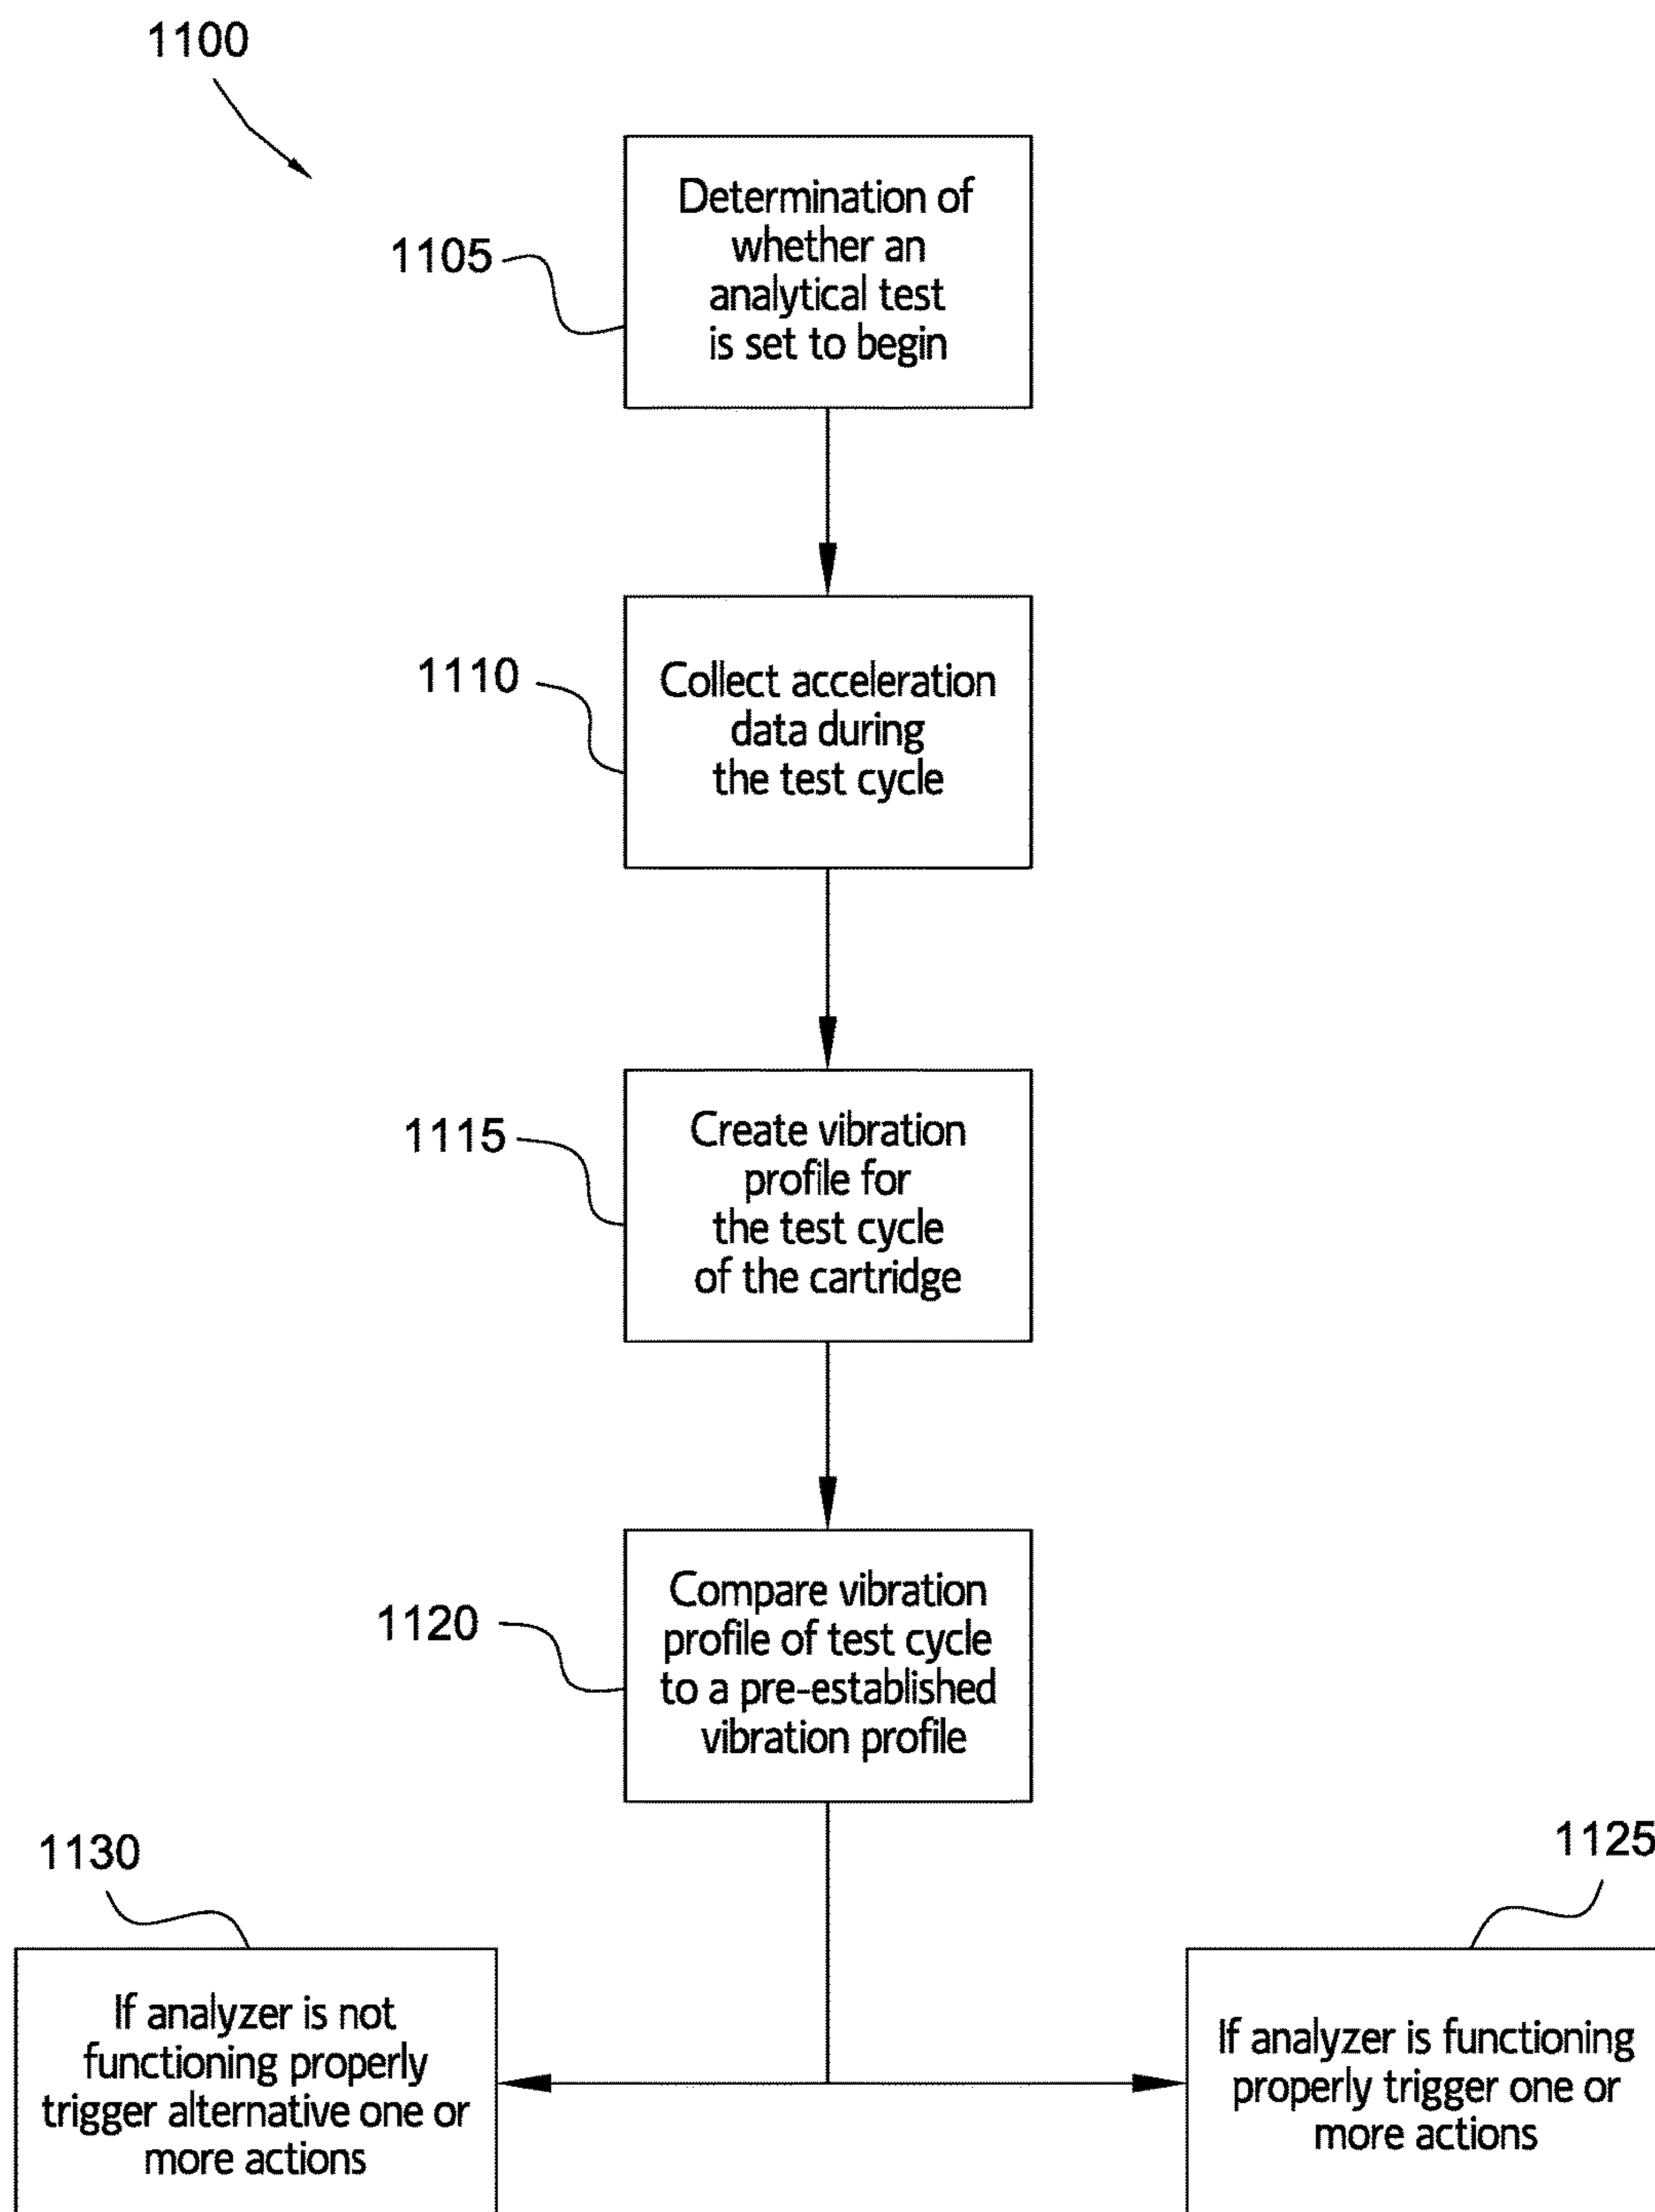 1100
1105
Determination of
whether an
analytical test
is set to begin
1110
Collect acceleration
data during
the test cycle
1115
Create vibration
profile for
the test cycle
of the cartridge
1120
Compare vibration
profile of test cycle
to a pre-established
vibration profile
1130
If analyzer is not
functioning properly
trigger alternative one or
more actions
1125
If analyzer is functioning
properly trigger one or
more actions